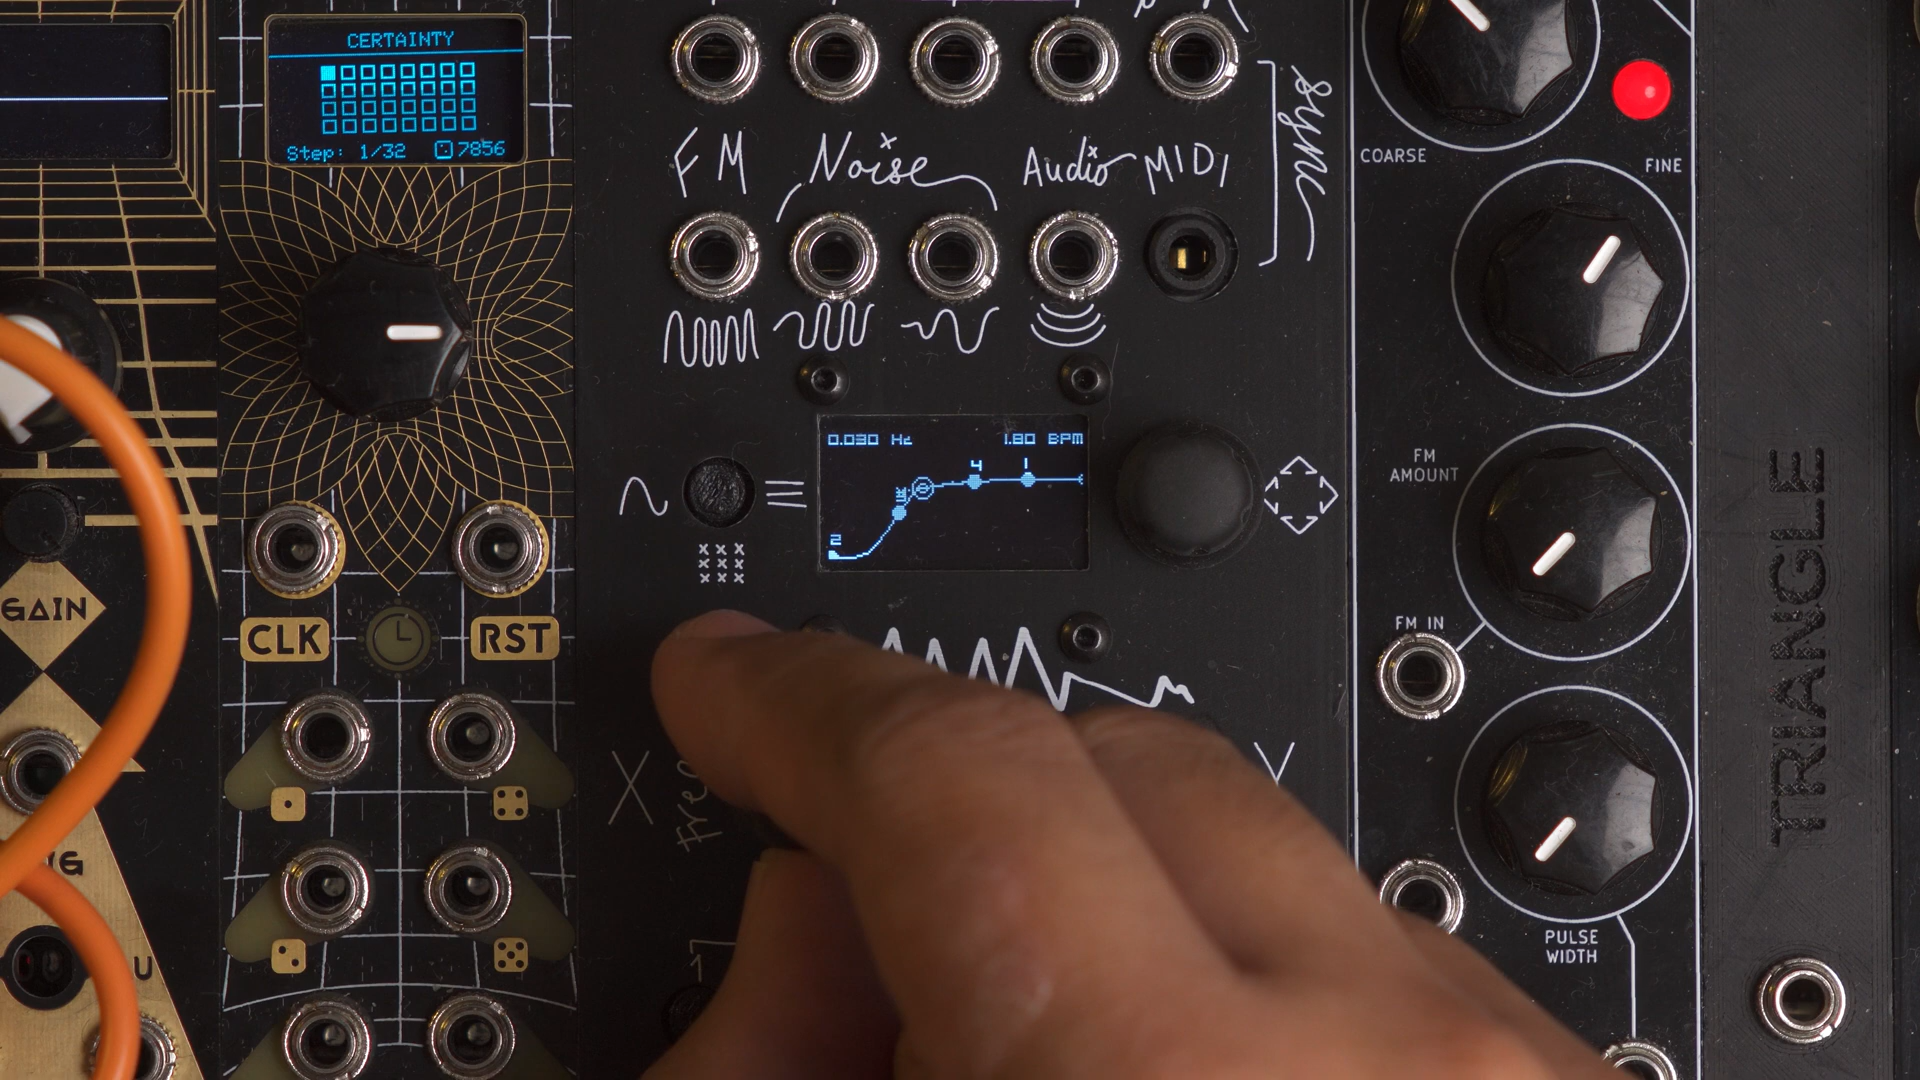 CERTAINTY
Step: 1/32 7856
FM Noise Audio MIDI
sync
0.030 Hz 1.80 BPM
4 1
2
COARSE
FINE
FM
AMOUNT
FM IN
PULSE
WIDTH
TRIANGLE
GAIN
CLK
RST
X
Y
U